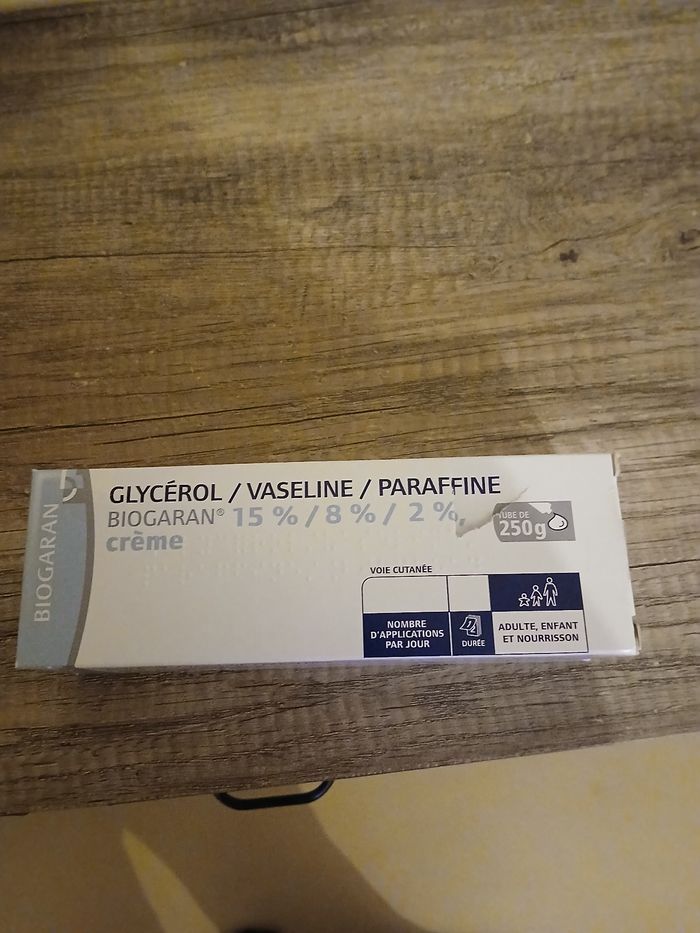 BIOGARAN
GLYCÉROL / VASELINE / PARAFFINE
BIOGARAN® 15 % / 8 % / 2 %,
crème
TUBE DE
250g
VOIE CUTANÉE
NOMBRE
D'APPLICATIONS
PAR JOUR
DURÉE
ADULTE, ENFANT
ET NOURRISSON